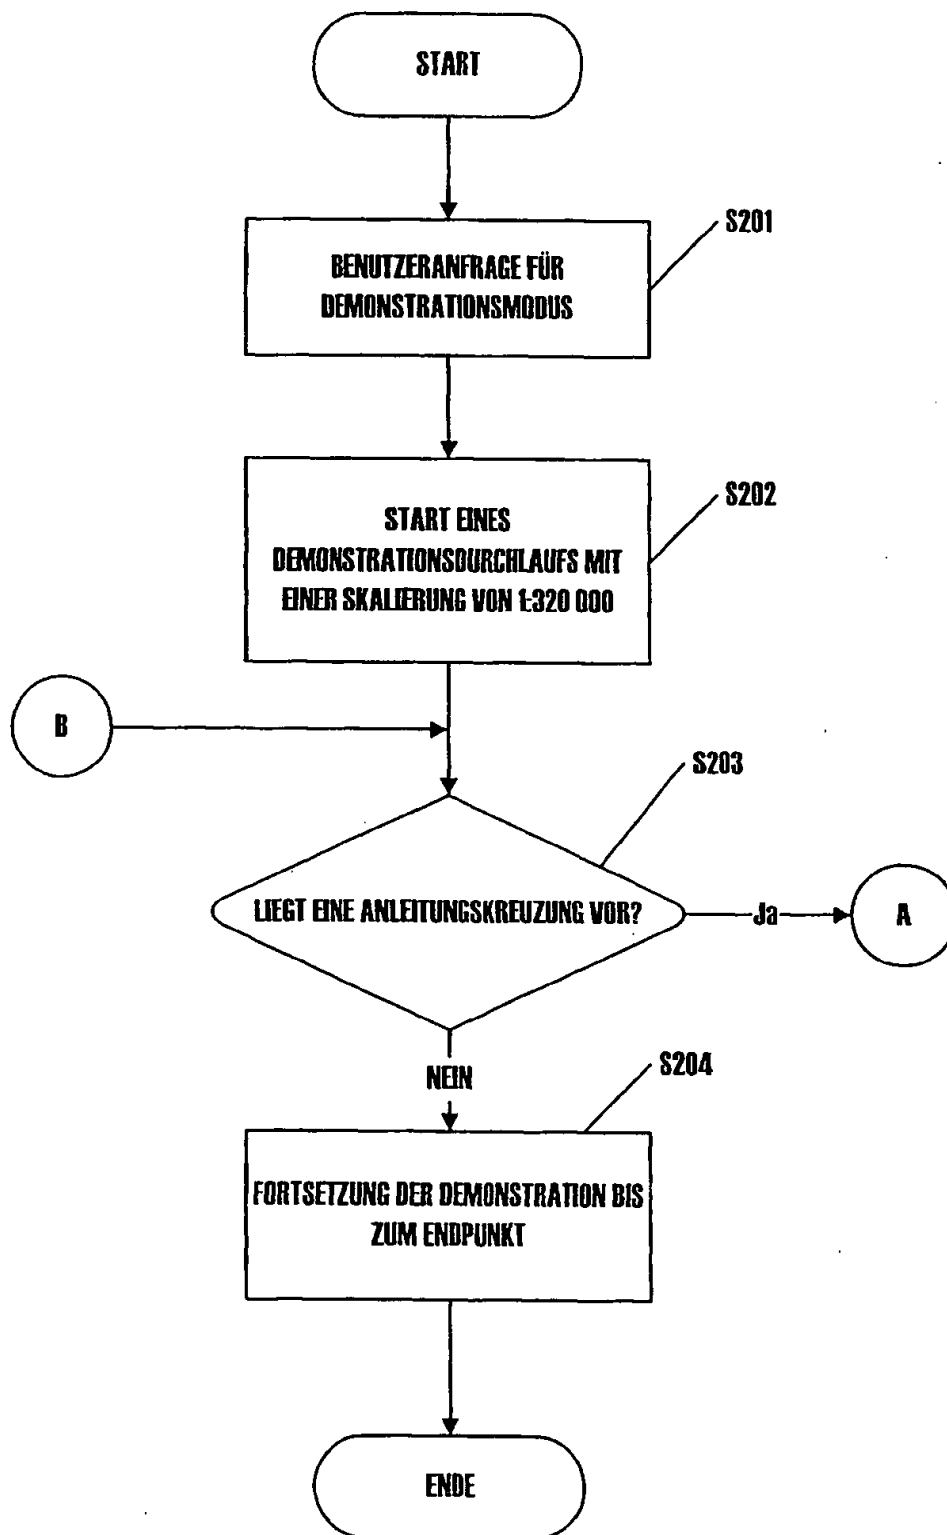 START
S201
BENUTZERANFRAGE FÜR
DEMONSTRATIONSMODUS
S202
START EINES
DEMONSTRATIONSDURCHLAUFS MIT
EINER SKALIERUNG VON 1:320 000
B
S203
LIEGT EINE ANLEITUNGSKREUZUNG VOR?
Ja
A
NEIN
S204
FORTSETZUNG DER DEMONSTRATION BIS
ZUM ENDPUNKT
ENDE